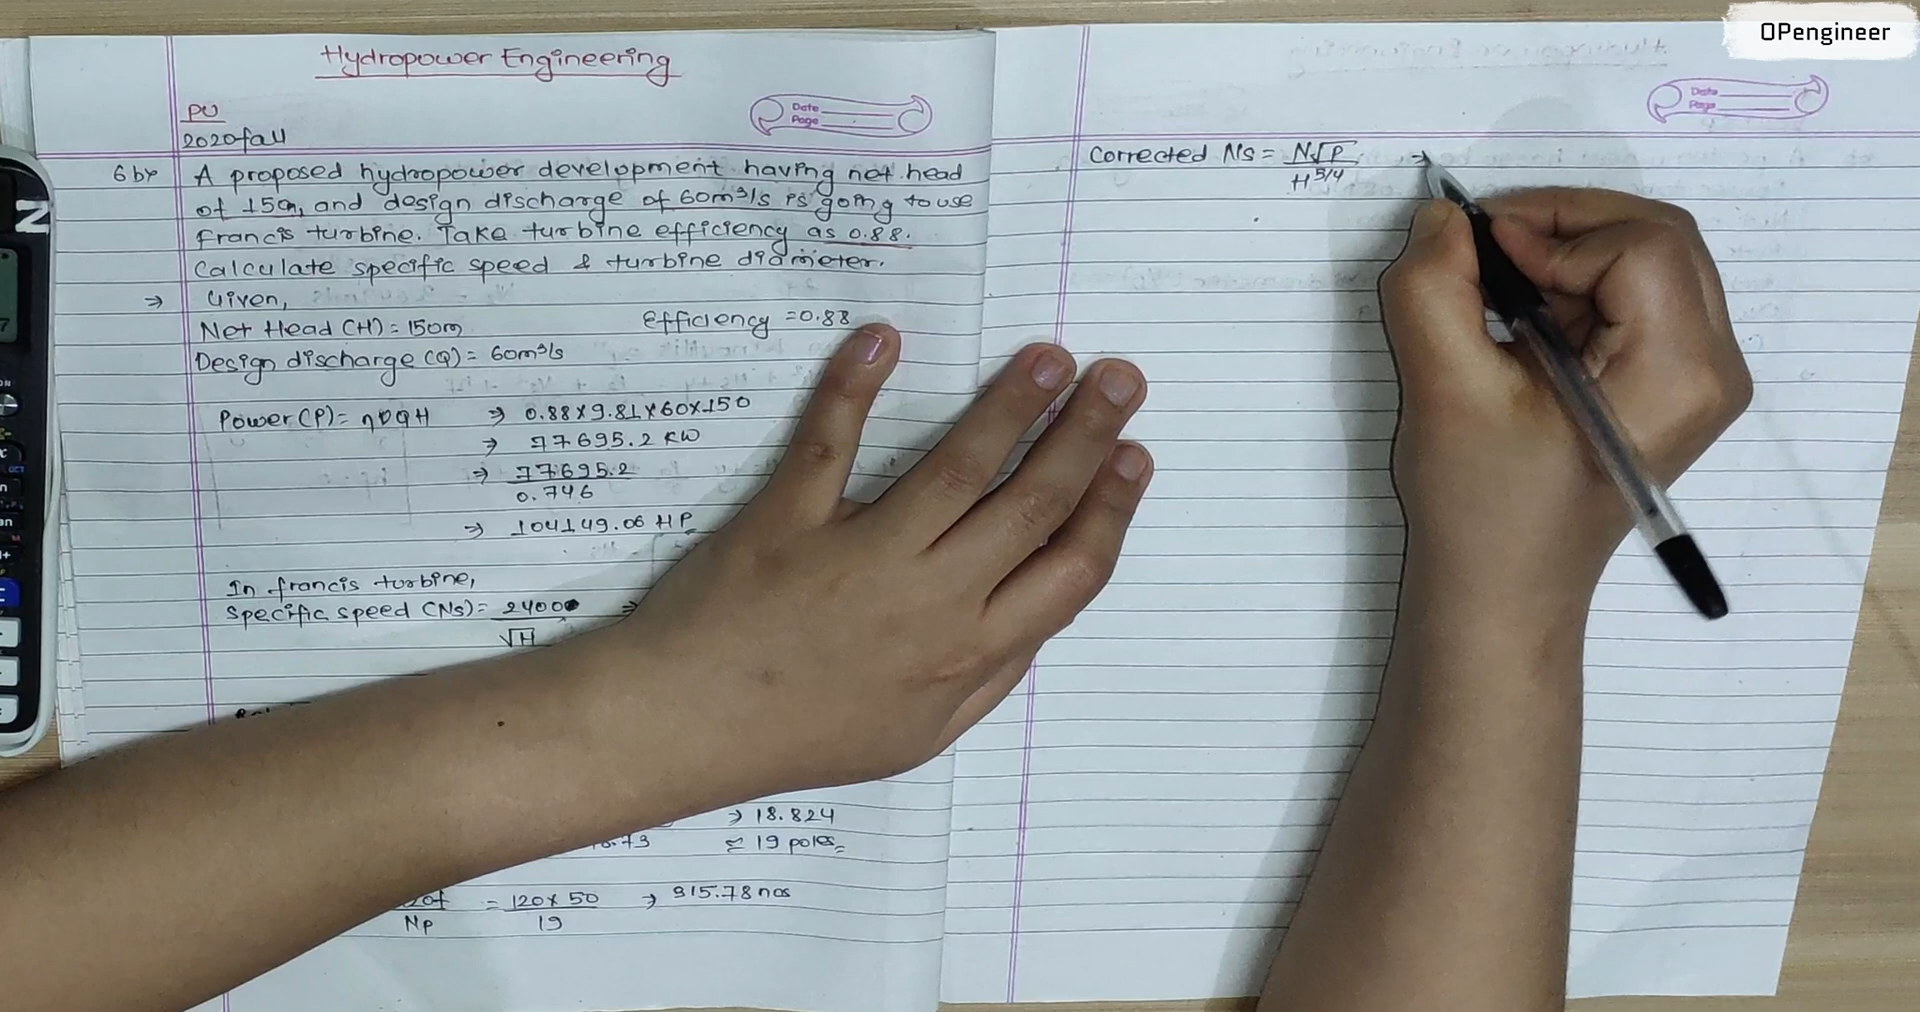 OPengineer
Hydropower Engineering
PU
2020 fall
Date
Page
6 b) A proposed hydropower development having net head
of 150m, and design discharge of 60m³/s is going to use
Francis turbine. Take turbine efficiency as 0.88.
Calculate specific speed & turbine diameter.
⇒ Given,
Net Head (H) = 150m efficiency = 0.88
Design discharge (Q) = 60m³/s
Power (P) = ηγQH ⇒ 0.88×9.81×60×150
⇒ 77695.2 KW
⇒ 77695.2
0.746
⇒ 104149.06 HP
In francis turbine,
Specific speed (Ns) = 2400 ⇒
√H
⇒ 18.824
.73 ≅ 19 poles
= 120×50 ⇒ 315.78 nos
Np 19
Date
Page
Corrected Ns = N√P ⇒
H^5/4